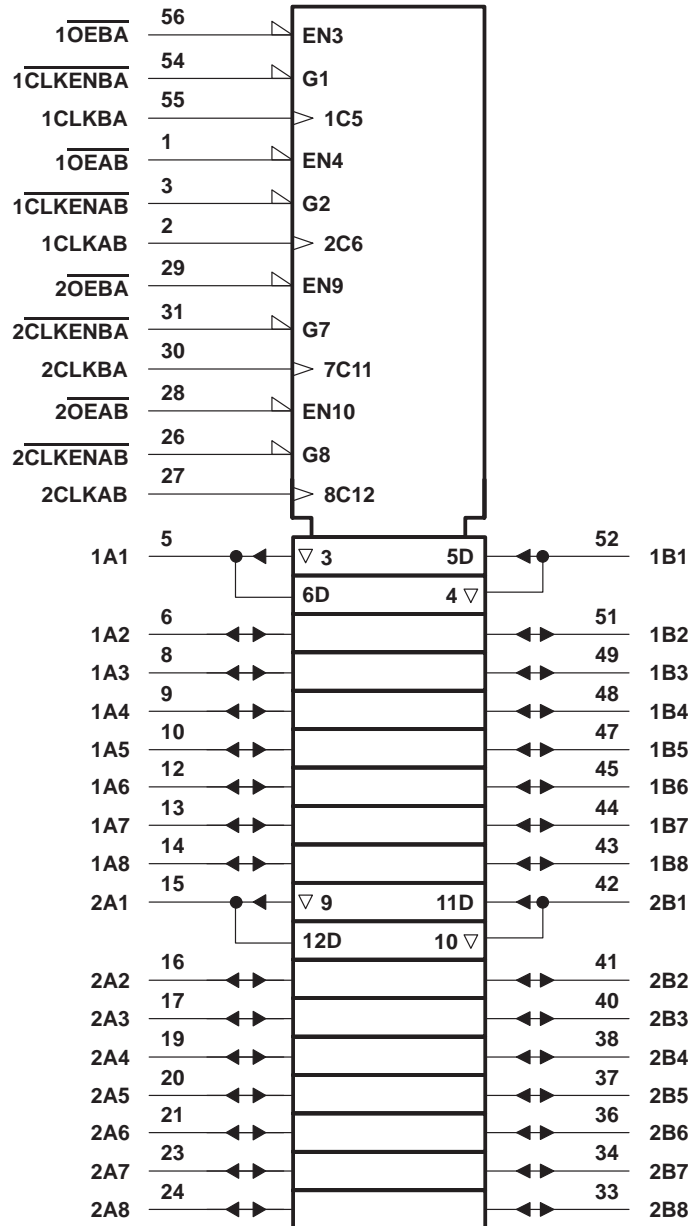 1OEBA 56 EN3
1CLKENBA 54 G1
1CLKBA 55 1C5
1OEAB 1 EN4
1CLKENAB 3 G2
1CLKAB 2 2C6
2OEBA 29 EN9
2CLKENBA 31 G7
2CLKBA 30 7C11
2OEAB 28 EN10
2CLKENAB 26 G8
2CLKAB 27 8C12
1A1 5 ▽ 3 5D 52 1B1
6D 4 ▽
1A2 6 51 1B2
1A3 8 49 1B3
1A4 9 48 1B4
1A5 10 47 1B5
1A6 12 45 1B6
1A7 13 44 1B7
1A8 14 43 1B8
2A1 15 ▽ 9 11D 42 2B1
12D 10 ▽
2A2 16 41 2B2
2A3 17 40 2B3
2A4 19 38 2B4
2A5 20 37 2B5
2A6 21 36 2B6
2A7 23 34 2B7
2A8 24 33 2B8